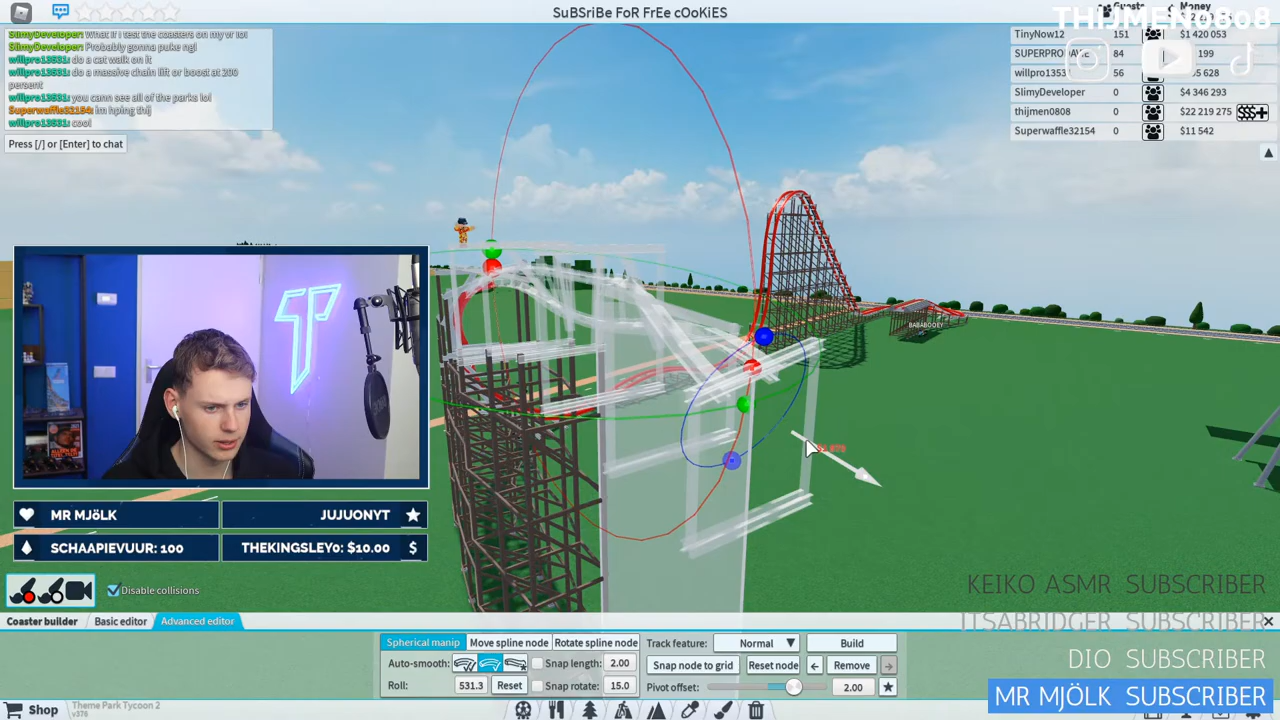 SuBSriBe FoR FrEe cOoKiES
Guests
Money
THIJMEN0808
SlimyDeveloper: What if i test the coasters on my vr lol
SlimyDeveloper: Probably gonna puke ngl
willpro13531: do a cat walk on it
willpro13531: do a massive chain lift or boost at 200
persent
willpro13531: you cann see all of the parks lol
Superwaffle32154: im hping thij
willpro13531: cool
Press [/] or [Enter] to chat
TinyNow12 151 $1 420 053
84 199
willpro1353 56 5 628
SlimyDeveloper 0 $4 346 293
thijmen0808 0 $22 219 275 $$$+
Superwaffle32154 0 $11 542
BABABOOEY
MR MJöLK
JUJUONYT
SCHAAPIEVUUR: 100
THEKINGSLEY0: $10.00
Disable collisions
KEIKO ASMR SUBSCRIBER
ITSABRIDGER SUBSCRIBER
DIO SUBSCRIBER
MR MJÖLK SUBSCRIBER
Coaster builder
Basic editor
Advanced editor
Spherical manip
Move spline node
Rotate spline node
Track feature:
Normal
Build
Auto-smooth:
Snap length:
2.00
Snap node to grid
Reset node
Remove
Roll:
531.3
Reset
Snap rotate:
15.0
Pivot offset:
2.00
Shop
Theme Park Tycoon 2
v376